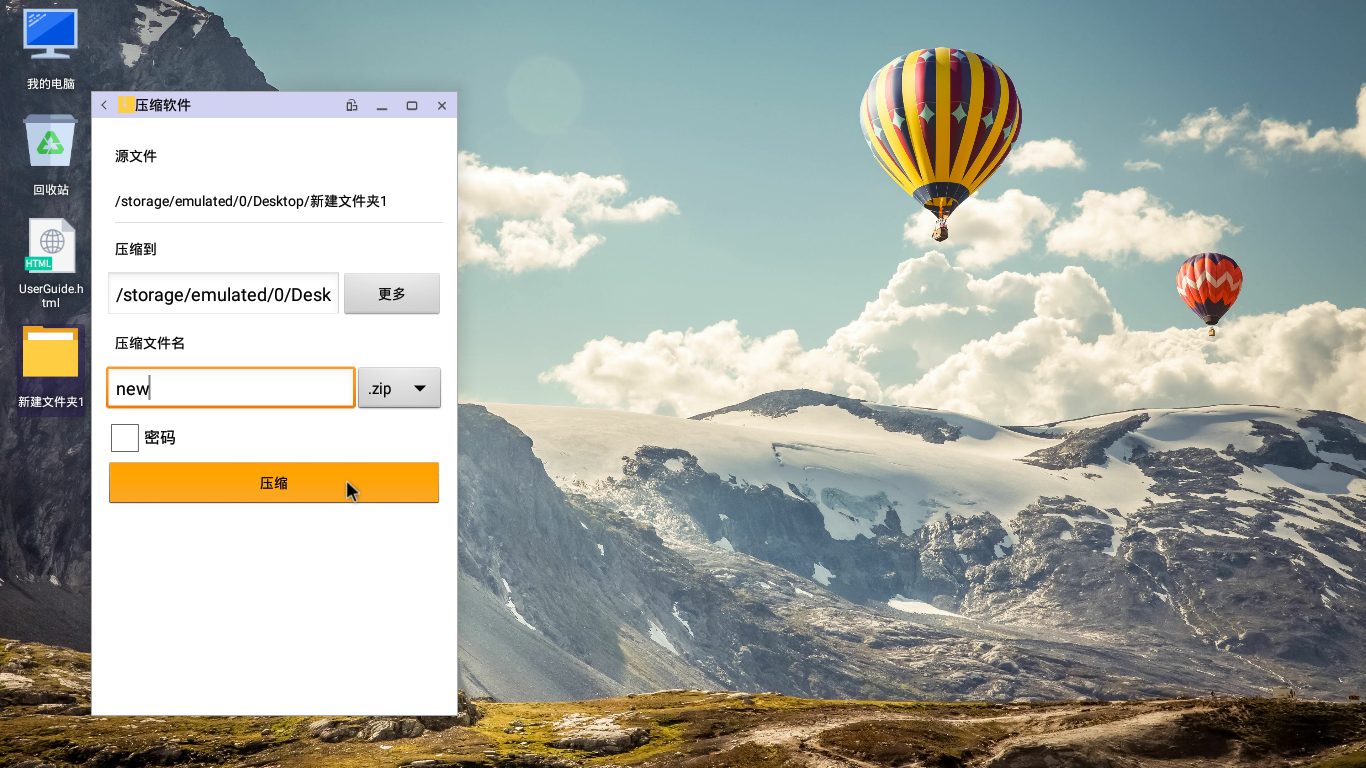 我的电脑
回收站
HTML
UserGuide.h
tml
新建文件夹1
压缩软件
源文件
/storage/emulated/0/Desktop/新建文件夹1
压缩到
/storage/emulated/0/Desk
更多
压缩文件名
new
.zip
密码
压缩